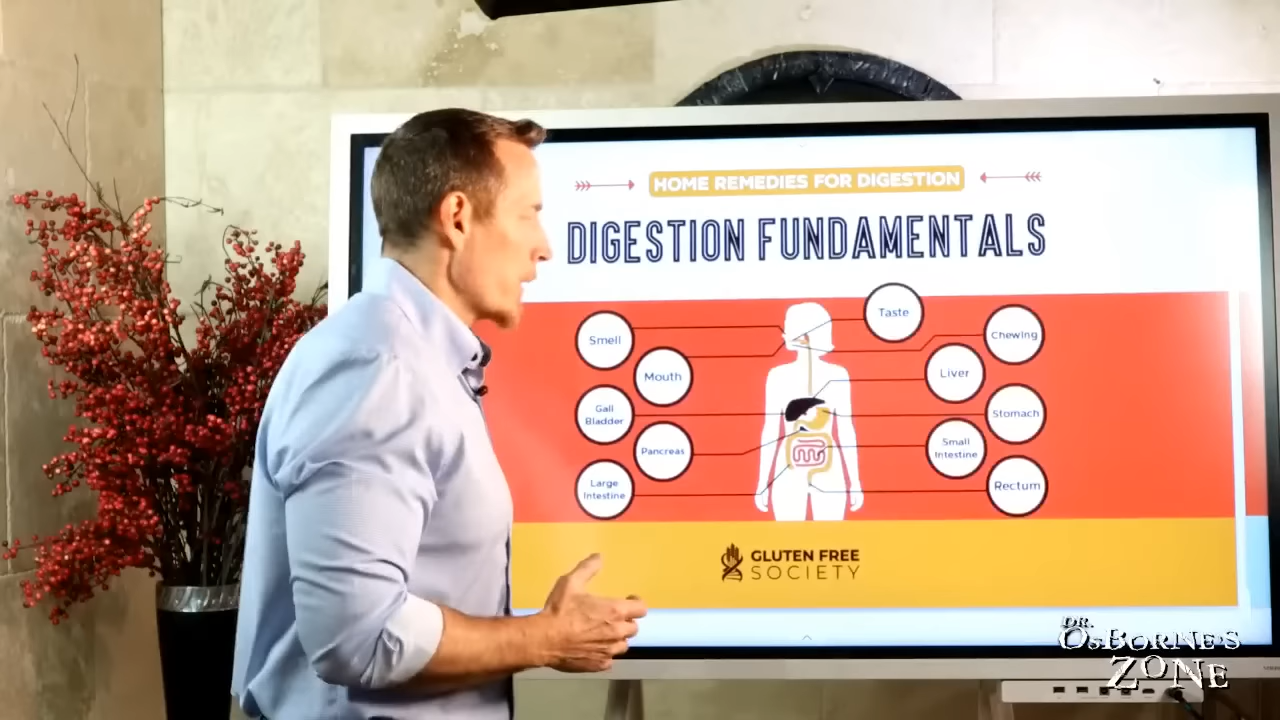 HOME REMEDIES FOR DIGESTION
DIGESTION FUNDAMENTALS
Taste
Smell
Chewing
Mouth
Liver
Gall
Bladder
Stomach
Pancreas
Small
Intestine
Large
Intestine
Rectum
GLUTEN FREE
SOCIETY
DR.
OSBORNE'S
ZONE